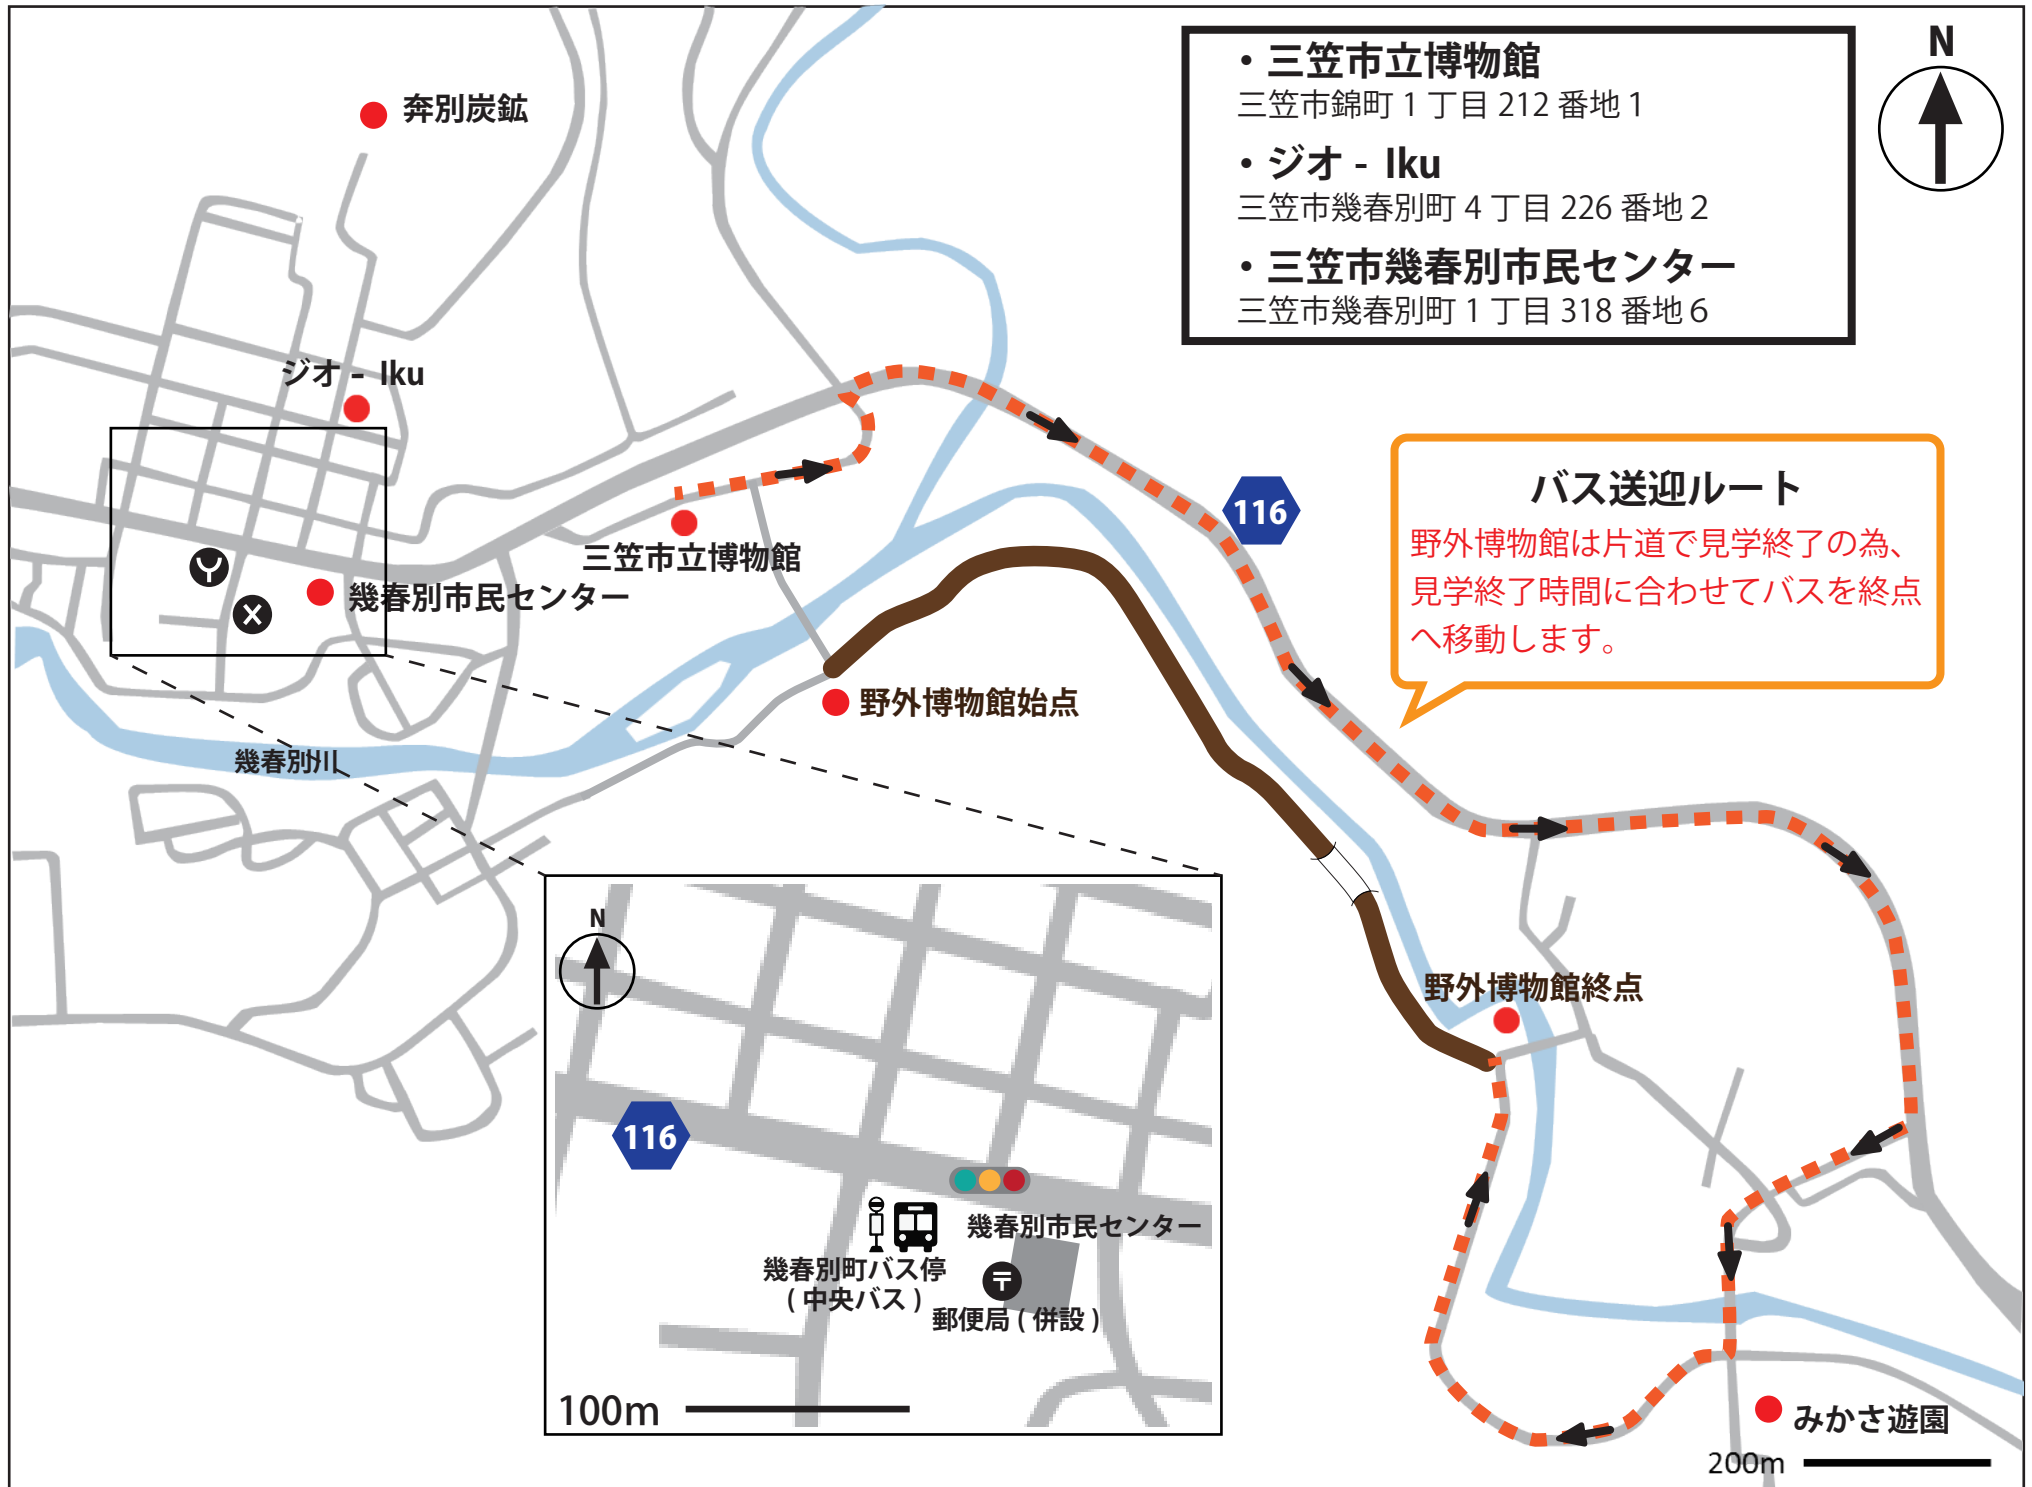 ・三笠市立博物館
三笠市錦町 1 丁目 212 番地 1
・ジオ - Iku
三笠市幾春別町 4 丁目 226 番地 2
・三笠市幾春別市民センター
三笠市幾春別町 1 丁目 318 番地 6
N
奔別炭鉱
ジオ - Iku
三笠市立博物館
幾春別市民センター
野外博物館始点
幾春別川
116
バス送迎ルート
野外博物館は片道で見学終了の為、
見学終了時間に合わせてバスを終点
へ移動します。
野外博物館終点
みかさ遊園
200m
N
116
幾春別市民センター
幾春別町バス停
( 中央バス )
郵便局 ( 併設 )
100m